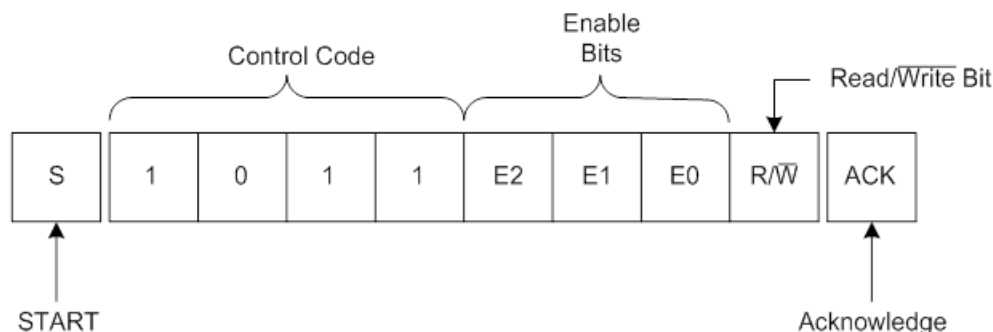 Enable
Bits
Control Code
Read/Write Bit
S 1 0 1 1 E2 E1 E0 R/W ACK
START
Acknowledge